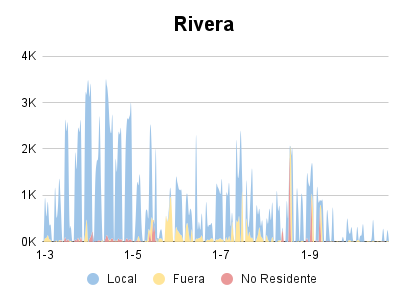 Rivera
4K
3K
2K
1K
0K
1-3 1-5 1-7 1-9
Local Fuera No Residente